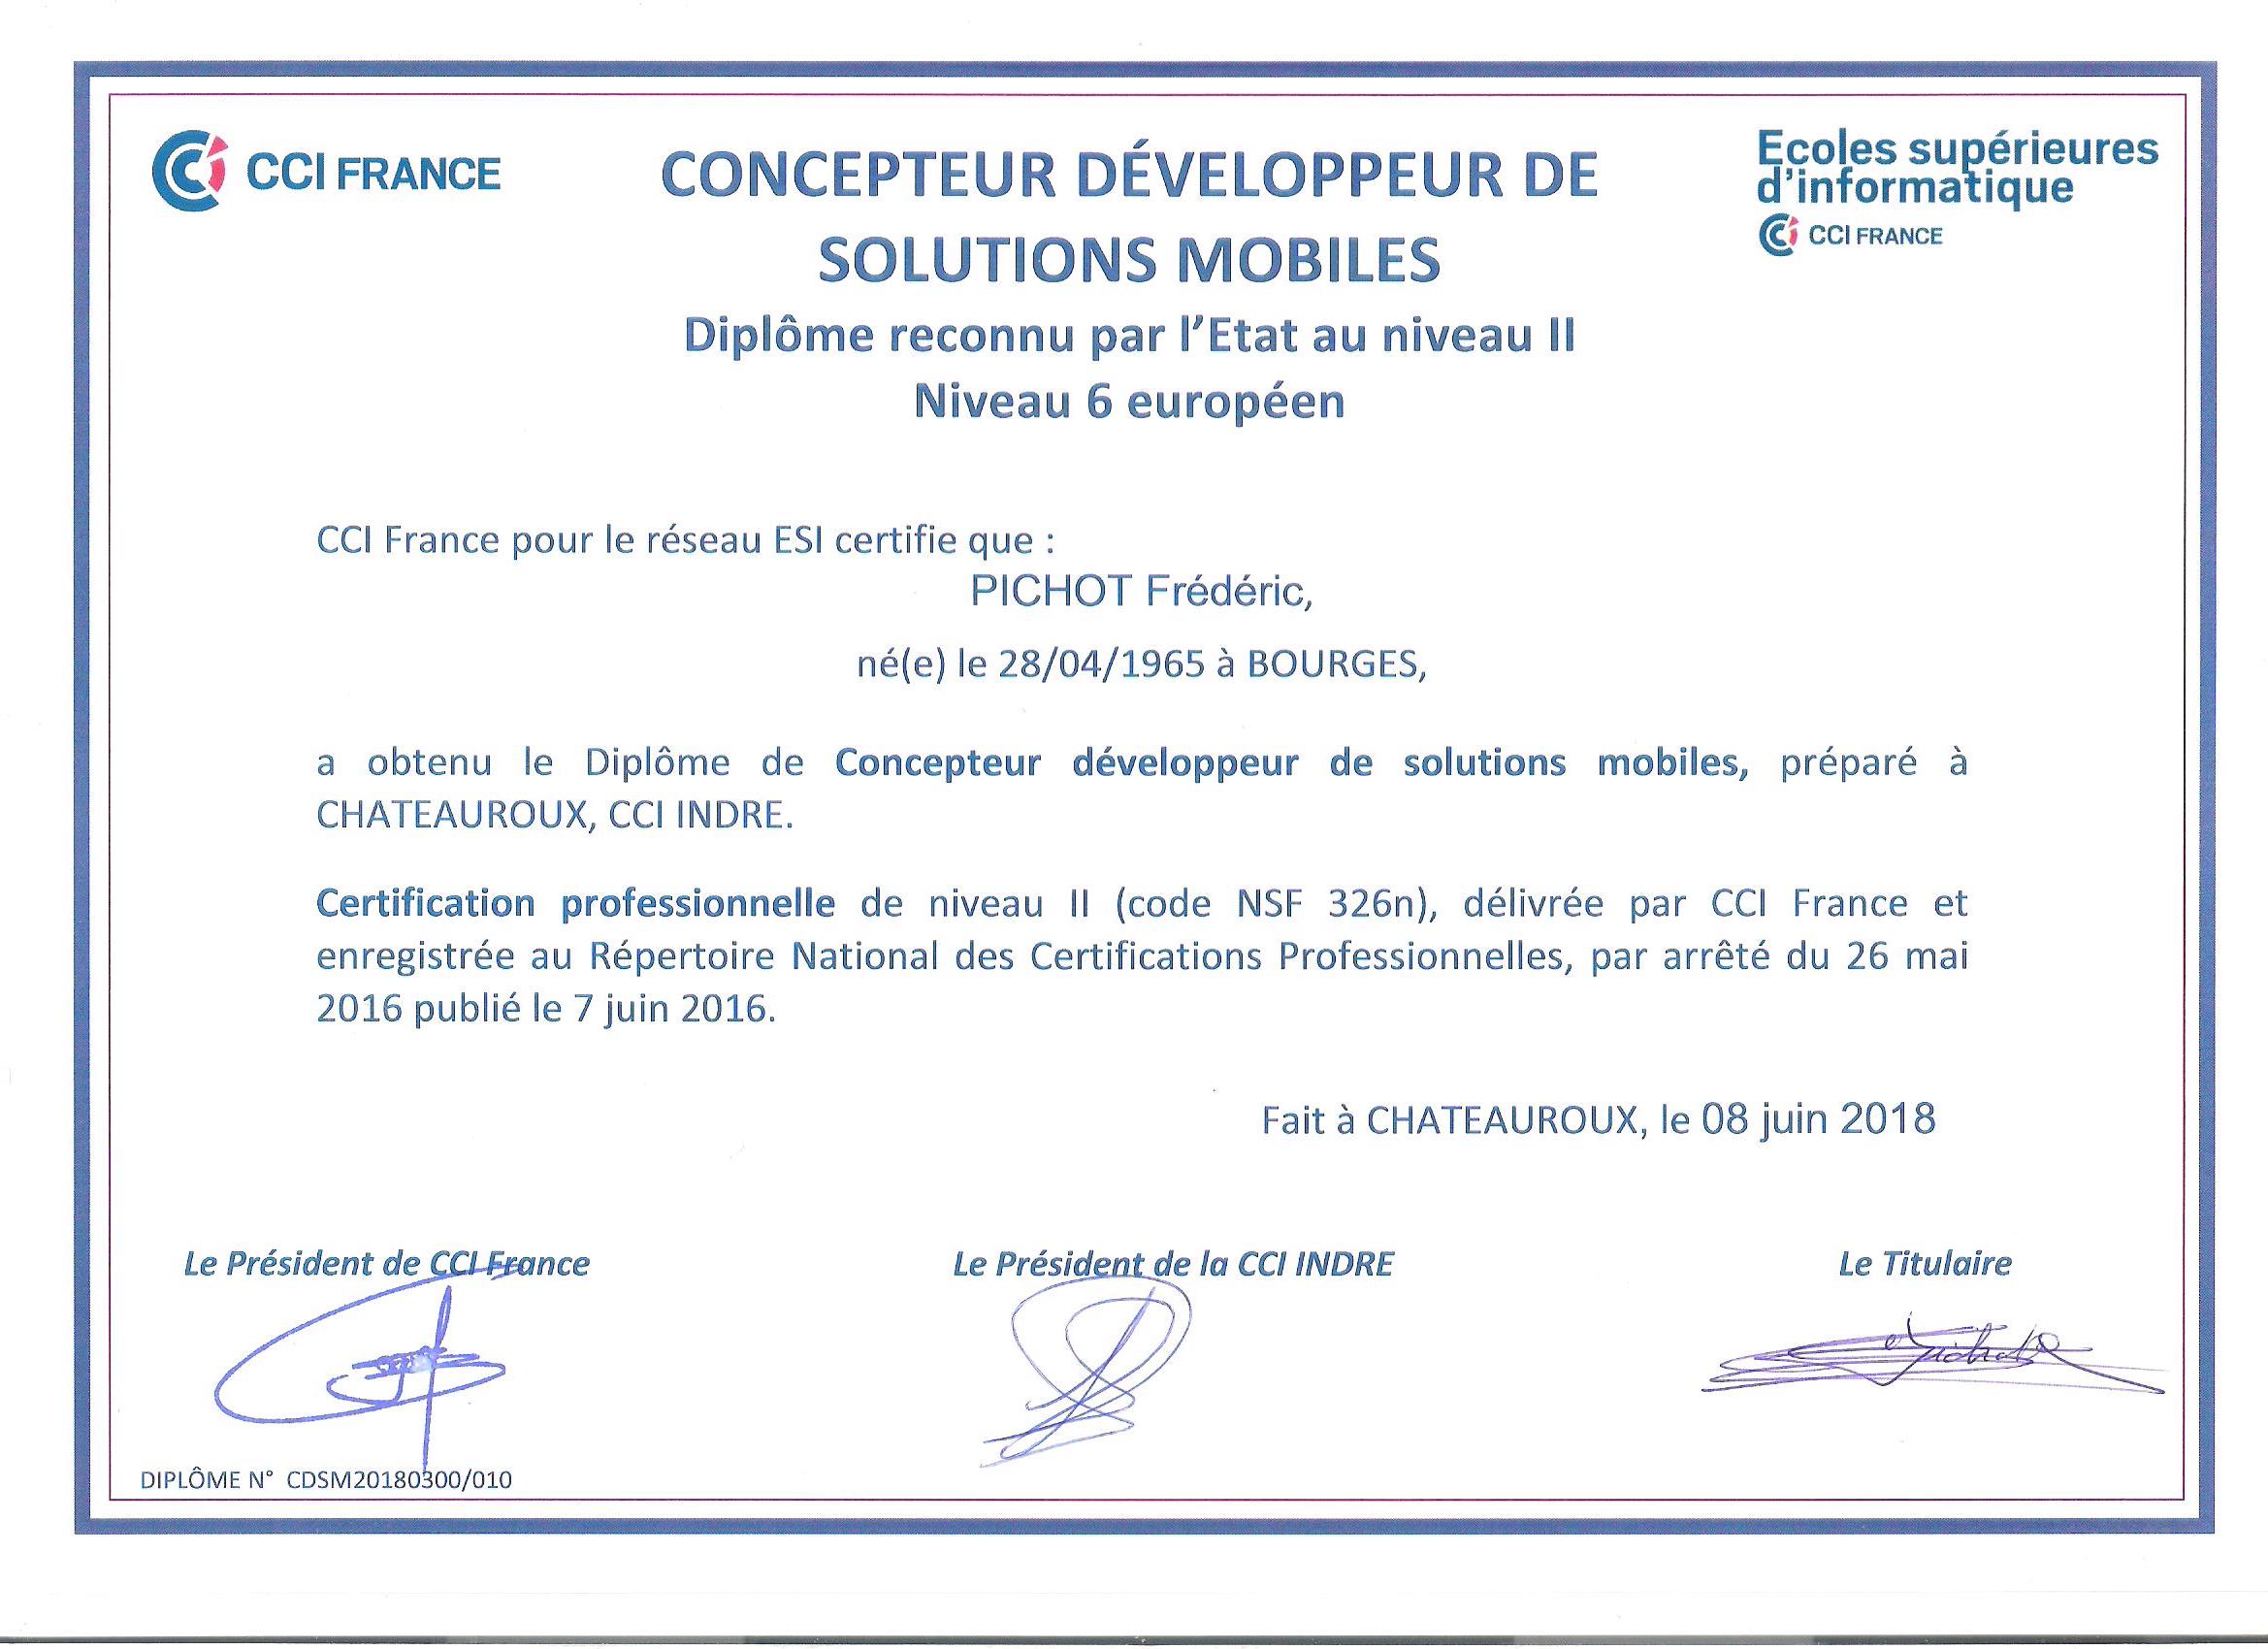 CCI FRANCE
CONCEPTEUR DÉVELOPPEUR DE
SOLUTIONS MOBILES
Diplôme reconnu par l'Etat au niveau II
Niveau 6 européen
Ecoles supérieures
d'informatique
CCI FRANCE
CCI France pour le réseau ESI certifie que :
PICHOT Frédéric,
né(e) le 28/04/1965 à BOURGES,
a obtenu le Diplôme de Concepteur développeur de solutions mobiles, préparé à
CHATEAUROUX, CCI INDRE.
Certification professionnelle de niveau II (code NSF 326n), délivrée par CCI France et
enregistrée au Répertoire National des Certifications Professionnelles, par arrêté du 26 mai
2016 publié le 7 juin 2016.
Fait à CHATEAUROUX, le 08 juin 2018
Le Président de CCI France
Le Président de la CCI INDRE
Le Titulaire
DIPLÔME N° CDSM20180300/010